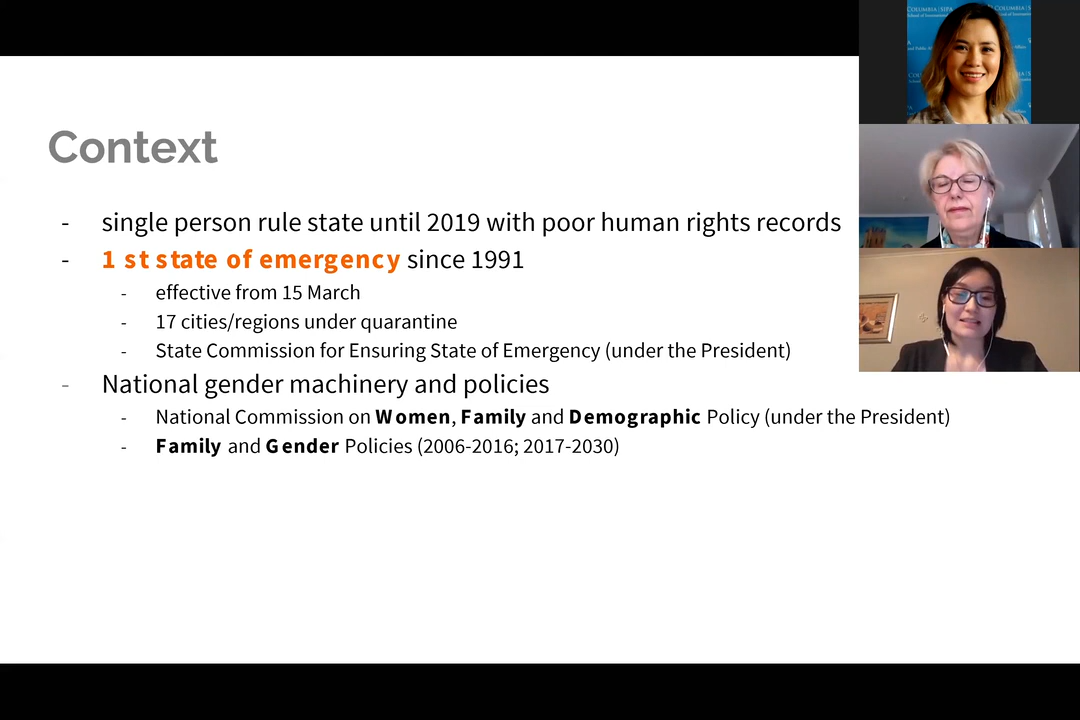 Context
- single person rule state until 2019 with poor human rights records
- 1 st state of emergency since 1991
- effective from 15 March
- 17 cities/regions under quarantine
- State Commission for Ensuring State of Emergency (under the President)
- National gender machinery and policies
- National Commission on Women, Family and Demographic Policy (under the President)
- Family and Gender Policies (2006-2016; 2017-2030)
COLUMBIA | SIPA